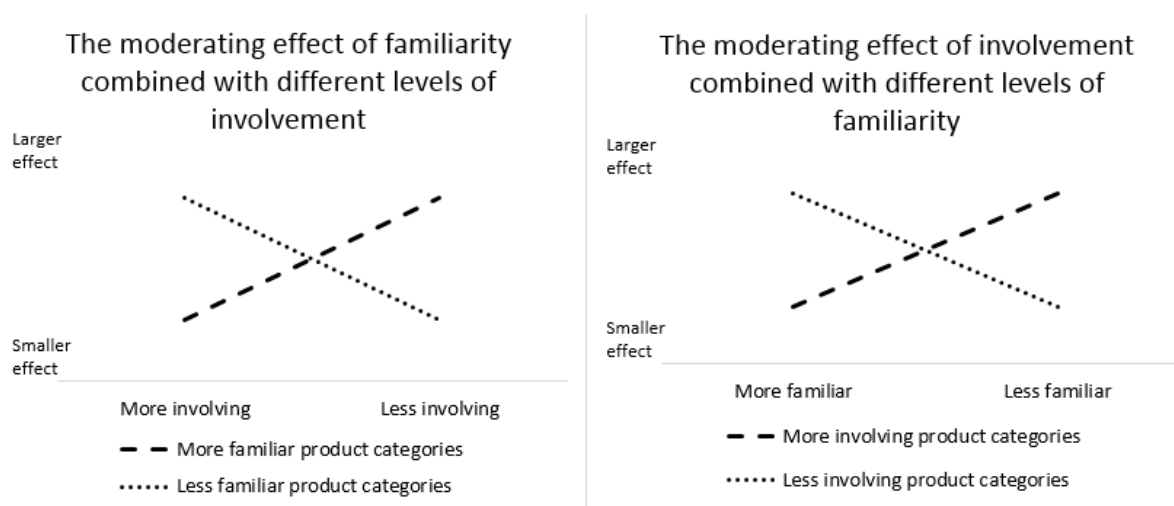 The moderating effect of familiarity
combined with different levels of
involvement
Larger
effect
Smaller
effect
More involving
Less involving
More familiar product categories
Less familiar product categories
The moderating effect of involvement
combined with different levels of
familiarity
Larger
effect
Smaller
effect
More familiar
Less familiar
More involving product categories
Less involving product categories